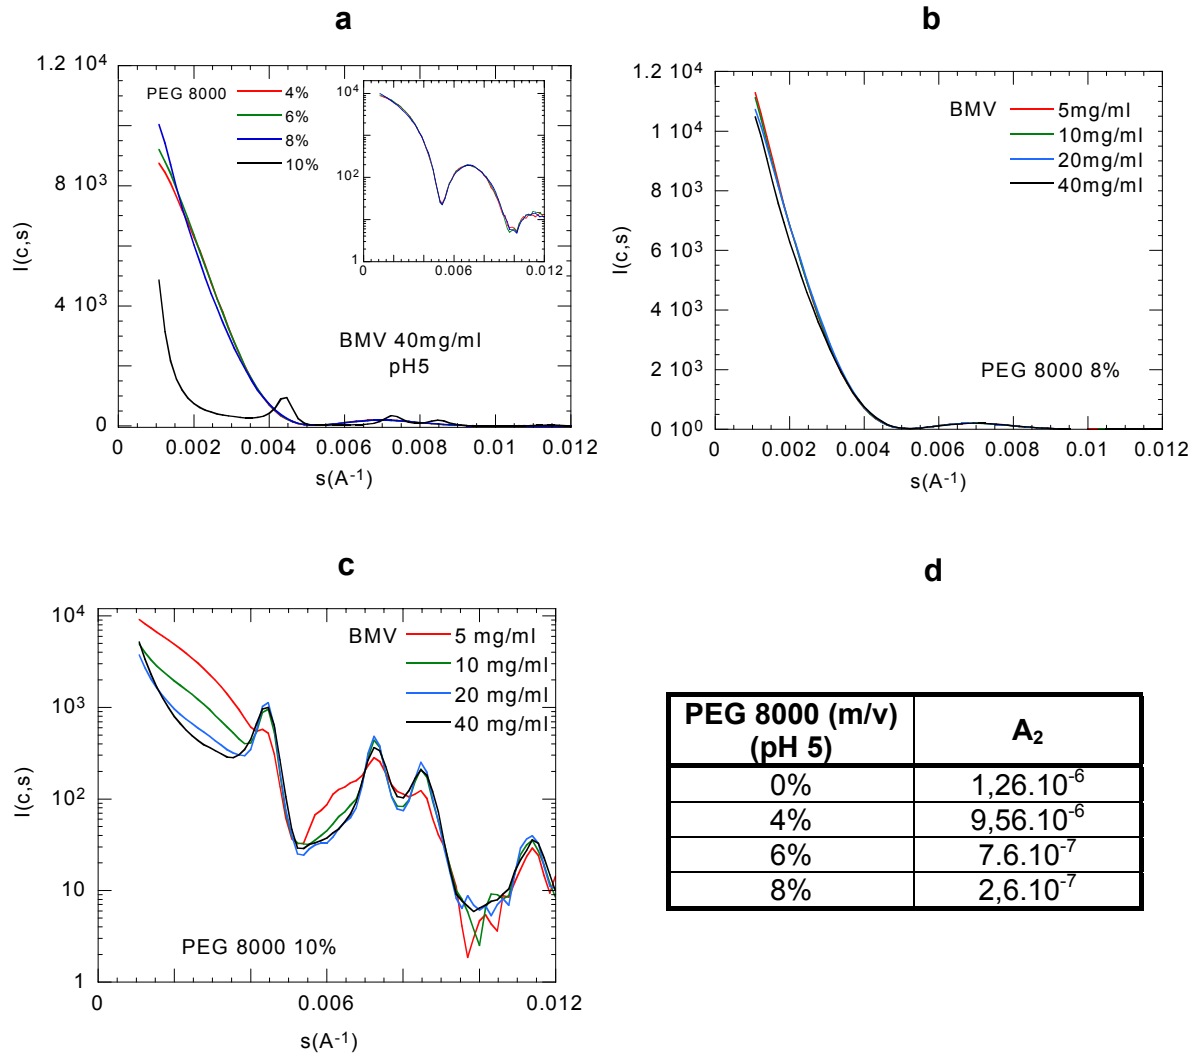 a
1.2 10⁴
8 10³
4 10³
0
I(c,s)
PEG 8000
4%
6%
8%
10%
10⁴
10²
1
0
0.006
0.012
BMV 40mg/ml
pH5
0
0.002
0.004
0.006
0.008
0.01
0.012
s(A⁻¹)
b
1.2 10⁴
1 10⁴
8 10³
6 10³
4 10³
2 10³
0 10⁰
I(c,s)
BMV
5mg/ml
10mg/ml
20mg/ml
40mg/ml
PEG 8000 8%
0
0.002
0.004
0.006
0.008
0.01
0.012
s(A⁻¹)
c
10⁴
10³
10²
10
1
I(c,s)
BMV
5 mg/ml
10 mg/ml
20 mg/ml
40 mg/ml
PEG 8000 10%
0
0.006
0.012
s(A⁻¹)
d
PEG 8000 (m/v) (pH 5)
A₂
0%
1,26.10⁻⁶
4%
9,56.10⁻⁶
6%
7.6.10⁻⁷
8%
2,6.10⁻⁷